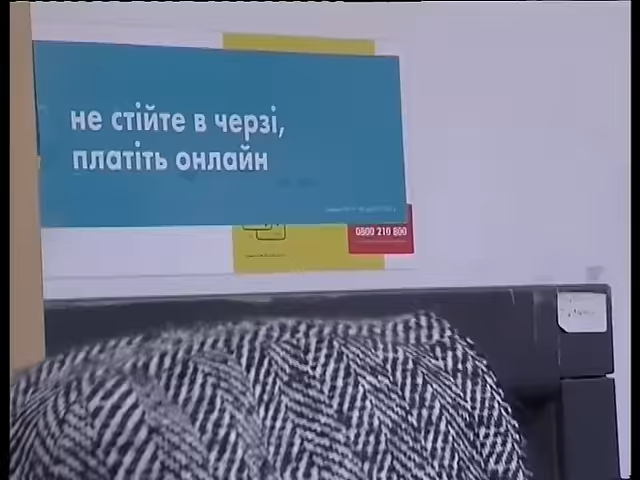 не стійте в черзі,
платіть онлайн
0800 210 800